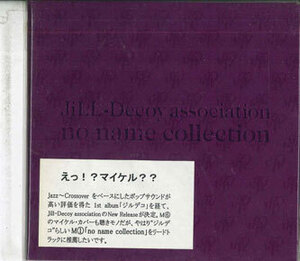 JiLL-Decoy association
no name collection
えっ！？マイケル？？
Jazz～Crossover をベースにしたポップサウンドが
高い評価を得た 1st album「ジルデコ」を経て、
Jill-Decoy associationのNew Releaseが決定。M⑥
のマイケル・カバーも聴きモノだが、やはり"ジルデ
コ"らしい M①「no name collection」をリードト
ラックに推薦したいです。